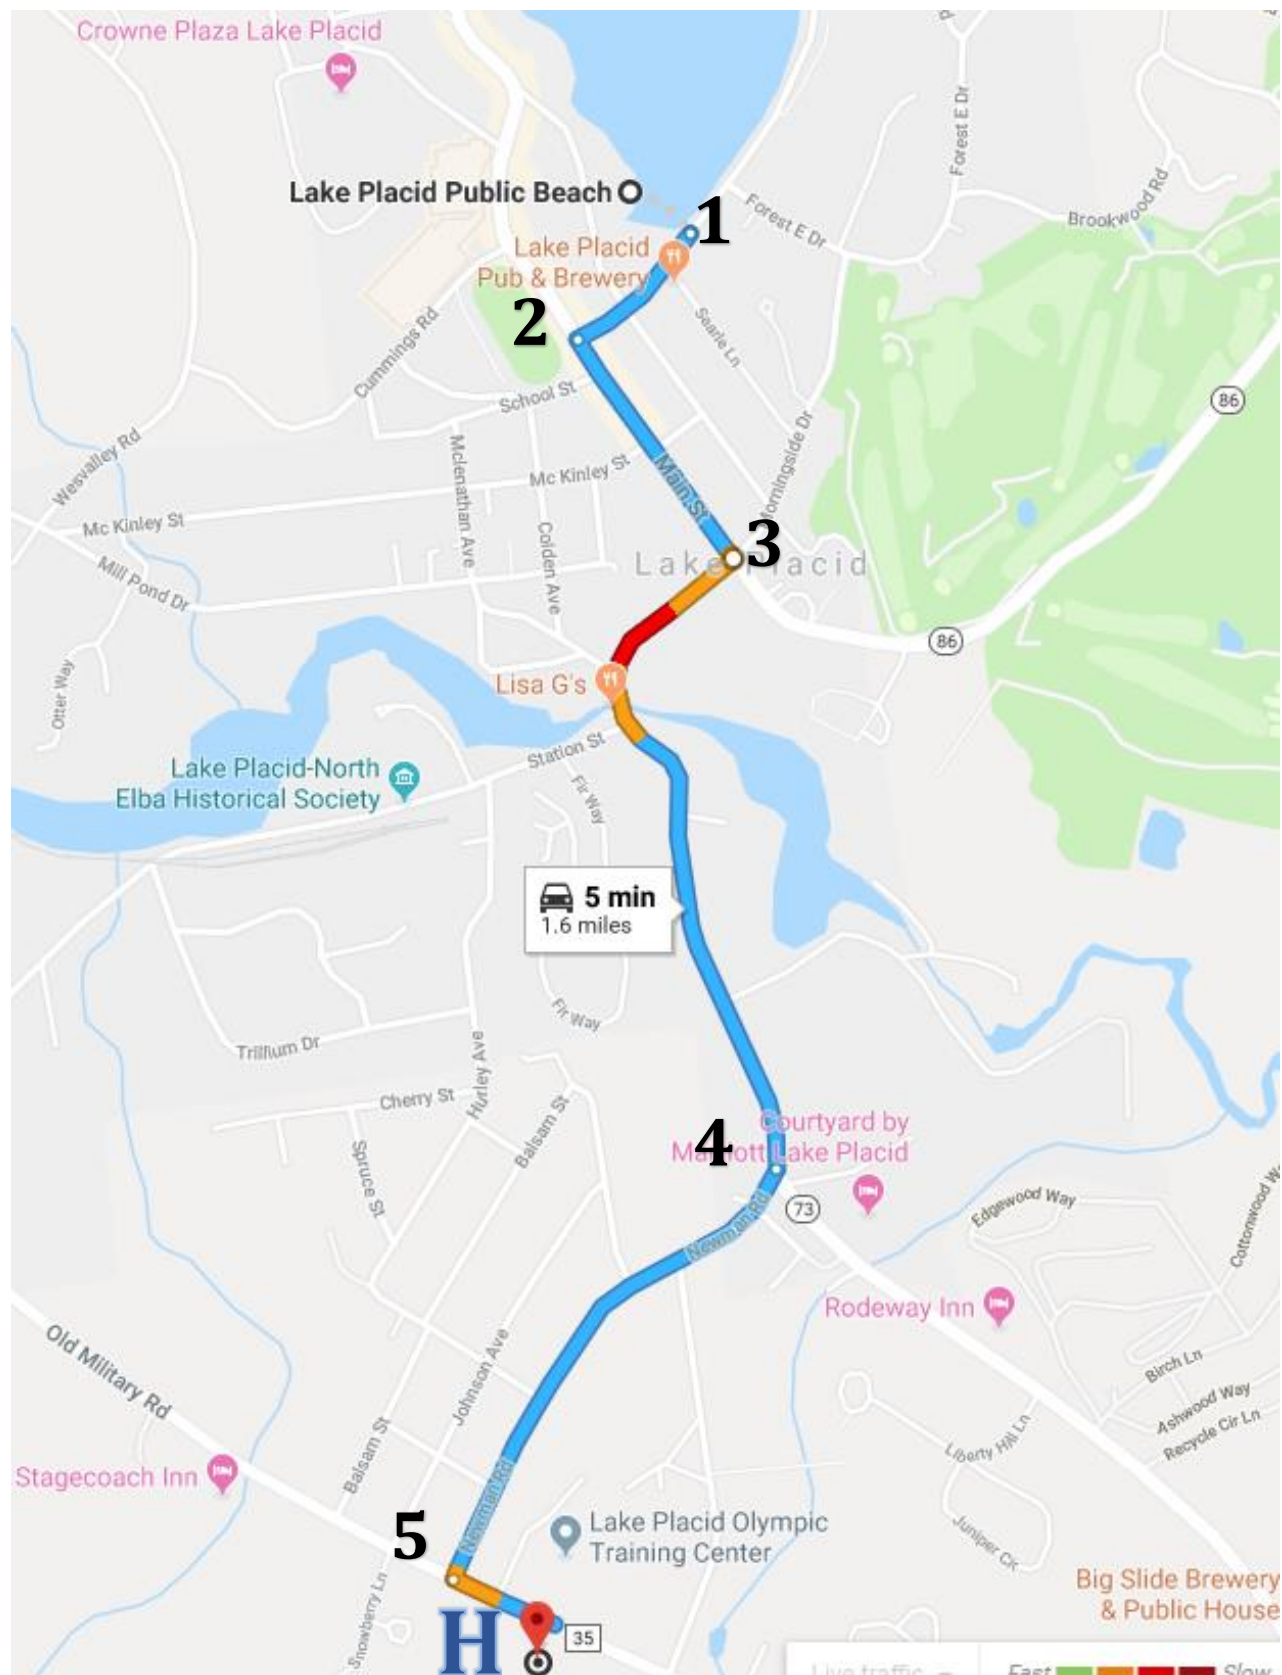 Crowne Plaza Lake Placid
Forest E Dr
Lake Placid Public Beach
1
Forest E Dr
Brookwood Rd
Lake Placid
Pub & Brewery
2
Searle Ln
Cummings Rd
School St
86
Wesvalley Rd
Mclenathan Ave
Mc Kinley St
Main St
Morningside Dr
Mc Kinley St
Colden Ave
3
Lake Placid
Mill Pond Dr
86
Otter Way
Lisa G's
Station St
Lake Placid-North
Elba Historical Society
Fir Way
5 min
1.6 miles
Fir Way
Trillium Dr
Hurley Ave
Cherry St
Balsam St
4
Courtyard by
Marriott Lake Placid
Spruce St
73
Edgewood Way
Cottonwood W
Newman Rd
Rodeway Inn
Old Military Rd
Johnson Ave
Birch Ln
Ashwood Way
Recycle Cir Ln
Liberty Hill Ln
Balsam St
Stagecoach Inn
Newman Rd
5
Lake Placid Olympic
Training Center
Juniper Ck
Big Slide Brewery
& Public House
Snowberry Ln
H
35
Live traffic
Fast
Slow